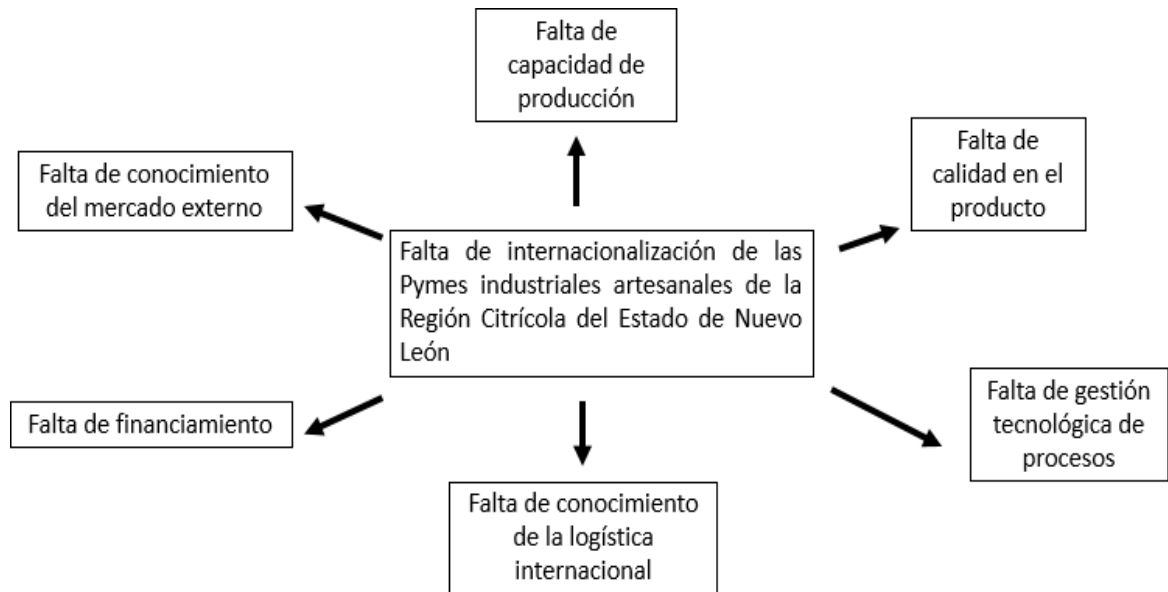 Falta de
capacidad de
producción
Falta de
calidad en el
producto
Falta de conocimiento
del mercado externo
Falta de internacionalización de las
Pymes industriales artesanales de la
Región Citrícola del Estado de Nuevo
León
Falta de financiamiento
Falta de gestión
tecnológica de
procesos
Falta de conocimiento
de la logística
internacional